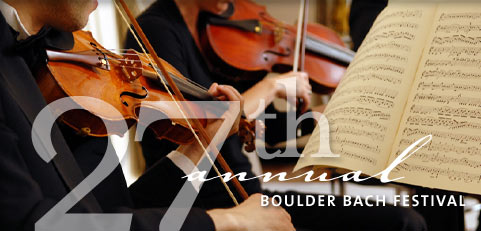 27th
annual
BOULDER BACH FESTIVAL